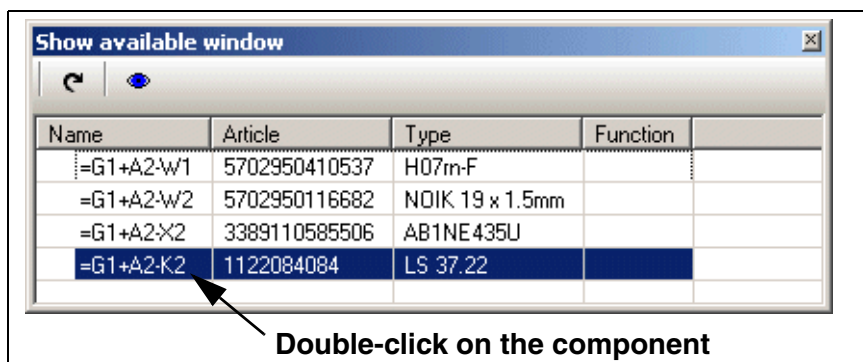 Show available window
Name Article Type Function
=G1+A2-W1 5702950410537 H07rn-F
=G1+A2-W2 5702950116682 NOIK 19 x 1.5mm
=G1+A2-X2 3389110585506 AB1NE435U
=G1+A2-K2 1122084084 LS 37.22
Double-click on the component